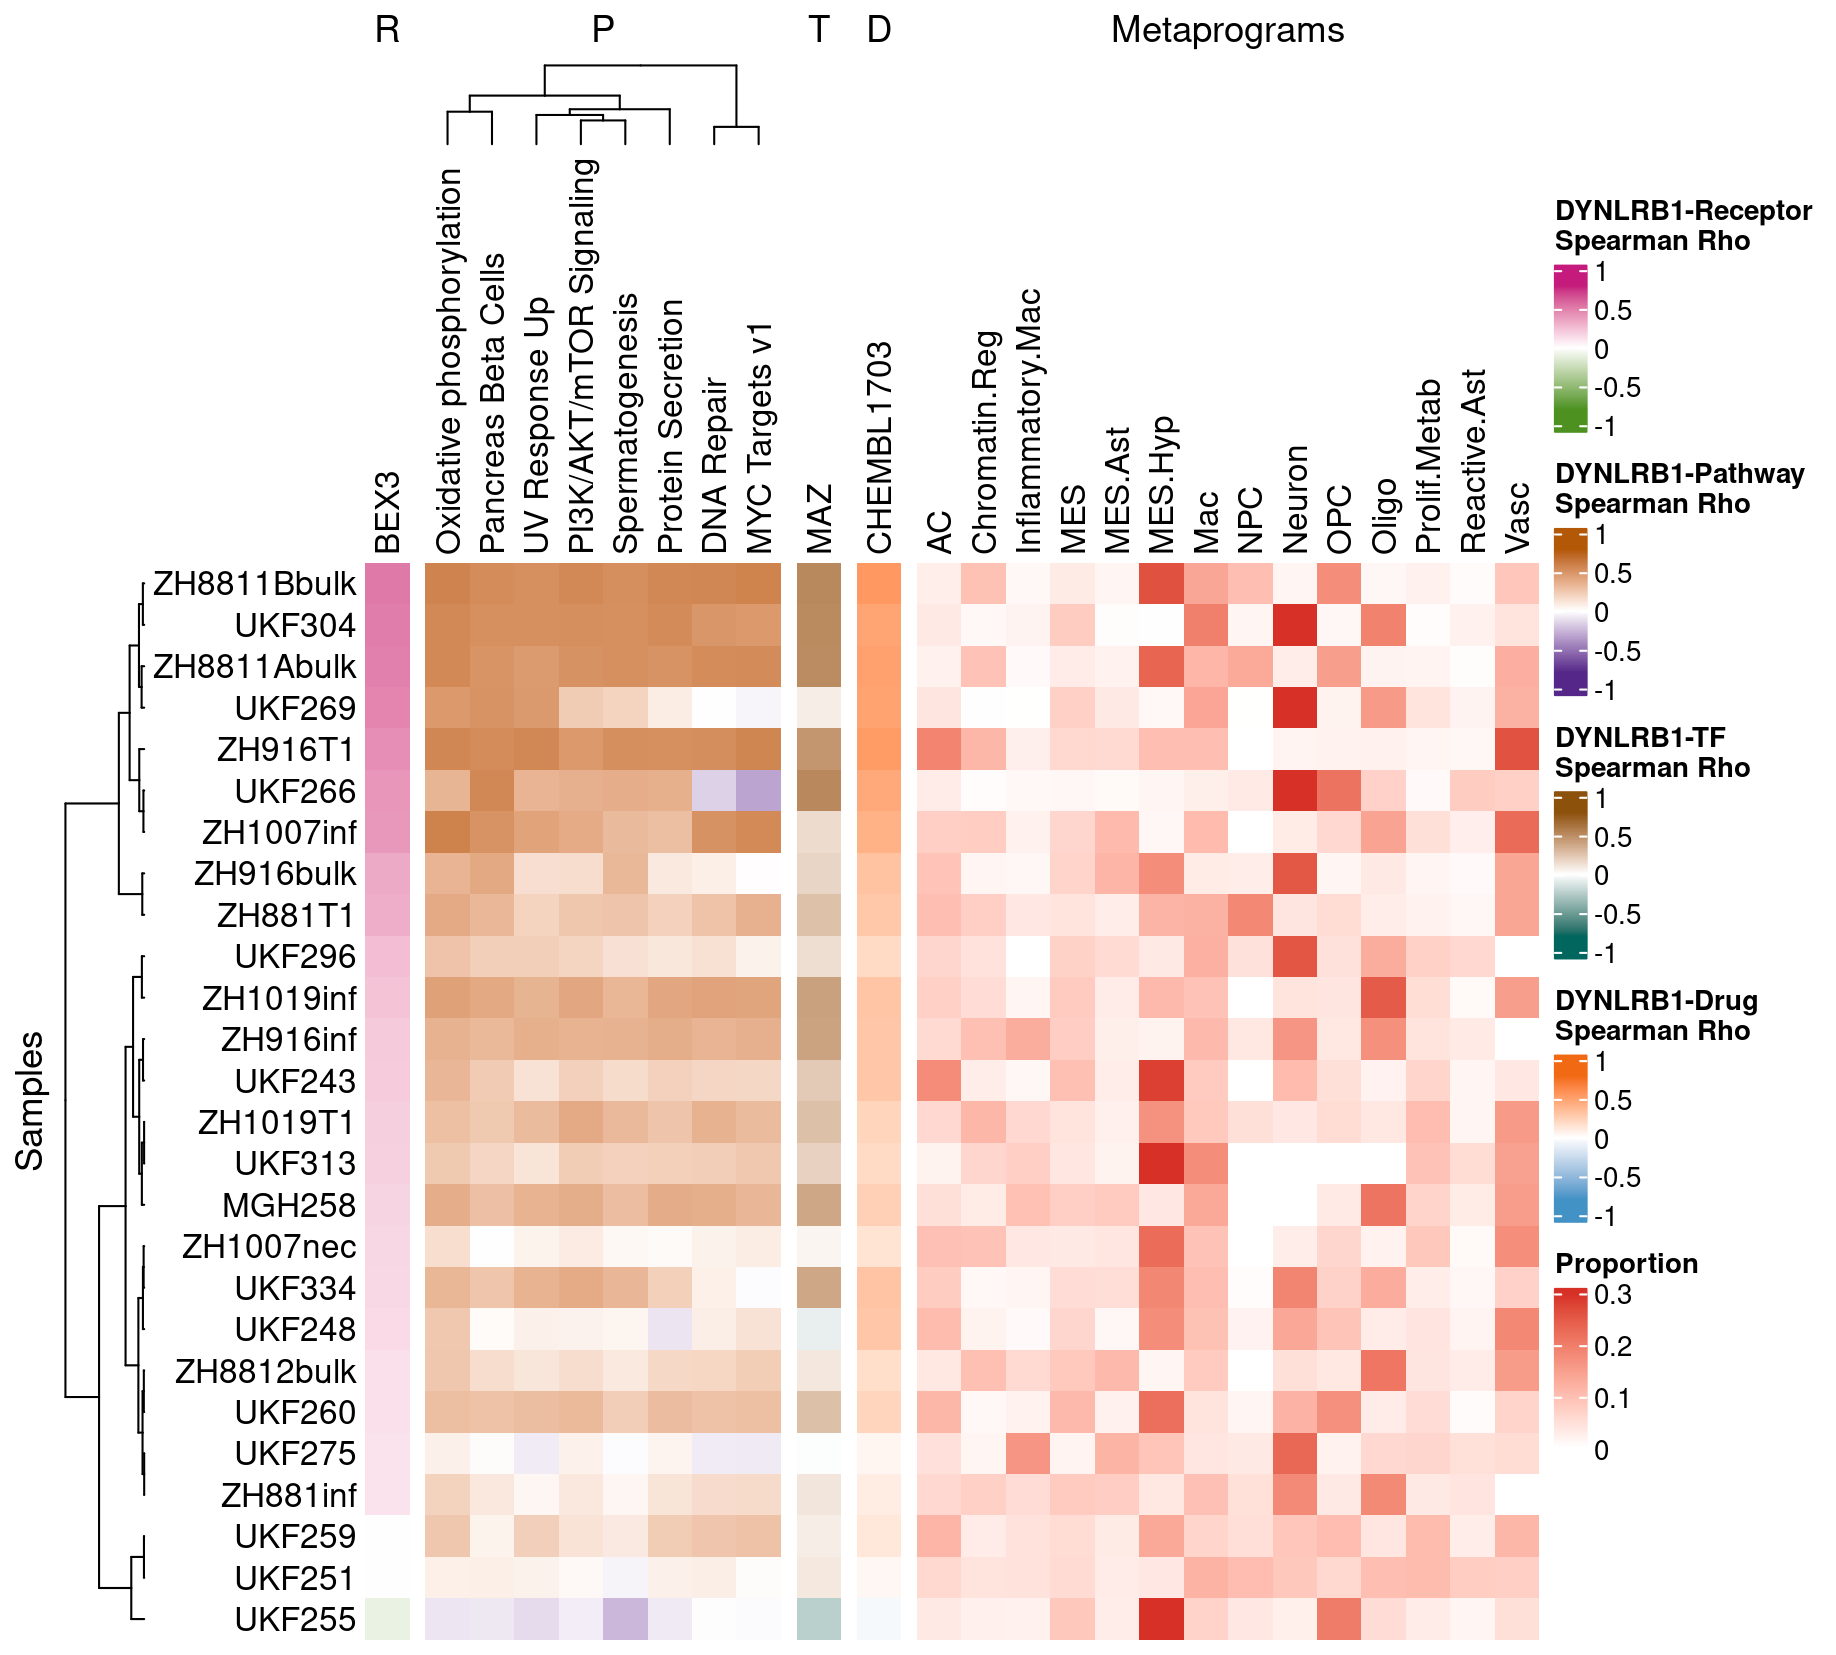 R
P
T
D
Metaprograms
BEX3
Oxidative phosphorylation
Pancreas Beta Cells
UV Response Up
PI3K/AKT/mTOR Signaling
Spermatogenesis
Protein Secretion
DNA Repair
MYC Targets v1
MAZ
CHEMBL1703
AC
Chromatin.Reg
Inflammatory.Mac
MES
MES.Ast
MES.Hyp
Mac
NPC
Neuron
OPC
Oligo
Prolif.Metab
Reactive.Ast
Vasc
Samples
ZH8811Bbulk
UKF304
ZH8811Abulk
UKF269
ZH916T1
UKF266
ZH1007inf
ZH916bulk
ZH881T1
UKF296
ZH1019inf
ZH916inf
UKF243
ZH1019T1
UKF313
MGH258
ZH1007nec
UKF334
UKF248
ZH8812bulk
UKF260
UKF275
ZH881inf
UKF259
UKF251
UKF255
DYNLRB1-Receptor
Spearman Rho
1
0.5
0
-0.5
-1
DYNLRB1-Pathway
Spearman Rho
1
0.5
0
-0.5
-1
DYNLRB1-TF
Spearman Rho
1
0.5
0
-0.5
-1
DYNLRB1-Drug
Spearman Rho
1
0.5
0
-0.5
-1
Proportion
0.3
0.2
0.1
0